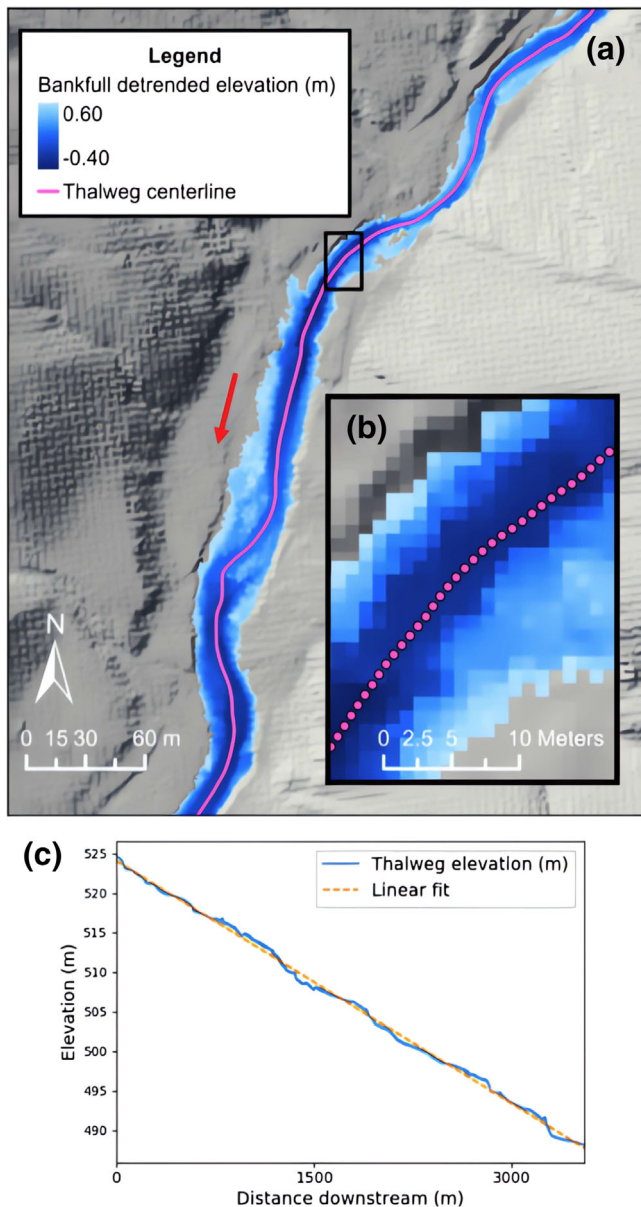 (a)
Legend
Bankfull detrended elevation (m)
0.60
-0.40
Thalweg centerline
(b)
N
0 15 30 60 m
0 2.5 5 10 Meters
(c)
525
520
515
510
505
500
495
490
Elevation (m)
Thalweg elevation (m)
Linear fit
0 1500 3000
Distance downstream (m)